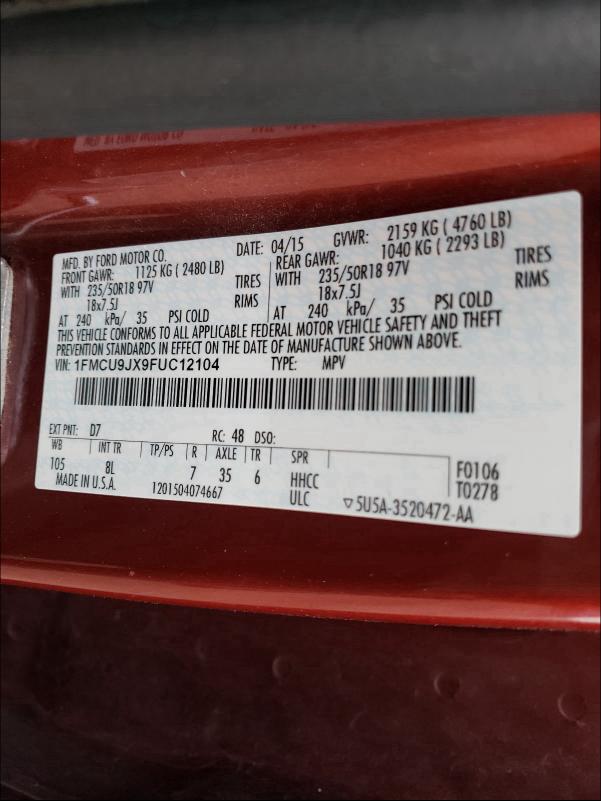 MFD BY FORD MOTOR CO
MFD. BY FORD MOTOR CO. DATE: 04/15 GVWR: 2159 KG ( 4760 LB)
FRONT GAWR: 1125 KG ( 2480 LB) REAR GAWR: 1040 KG ( 2293 LB)
WITH 235/50R18 97V TIRES WITH 235/50R18 97V TIRES
18x7.5J RIMS 18x7.5J RIMS
AT 240 kPa/ 35 PSI COLD AT 240 kPa/ 35 PSI COLD
THIS VEHICLE CONFORMS TO ALL APPLICABLE FEDERAL MOTOR VEHICLE SAFETY AND THEFT
PREVENTION STANDARDS IN EFFECT ON THE DATE OF MANUFACTURE SHOWN ABOVE.
VIN: 1FMCU9JX9FUC12104 TYPE: MPV
EXT PNT: D7 RC: 48 DSO:
WB INT TR TP/PS R AXLE TR SPR
105 8L 7 35 6 HHCC F0106
MADE IN U.S.A. 1201504074667 ULC T0278
▽5U5A-3520472-AA